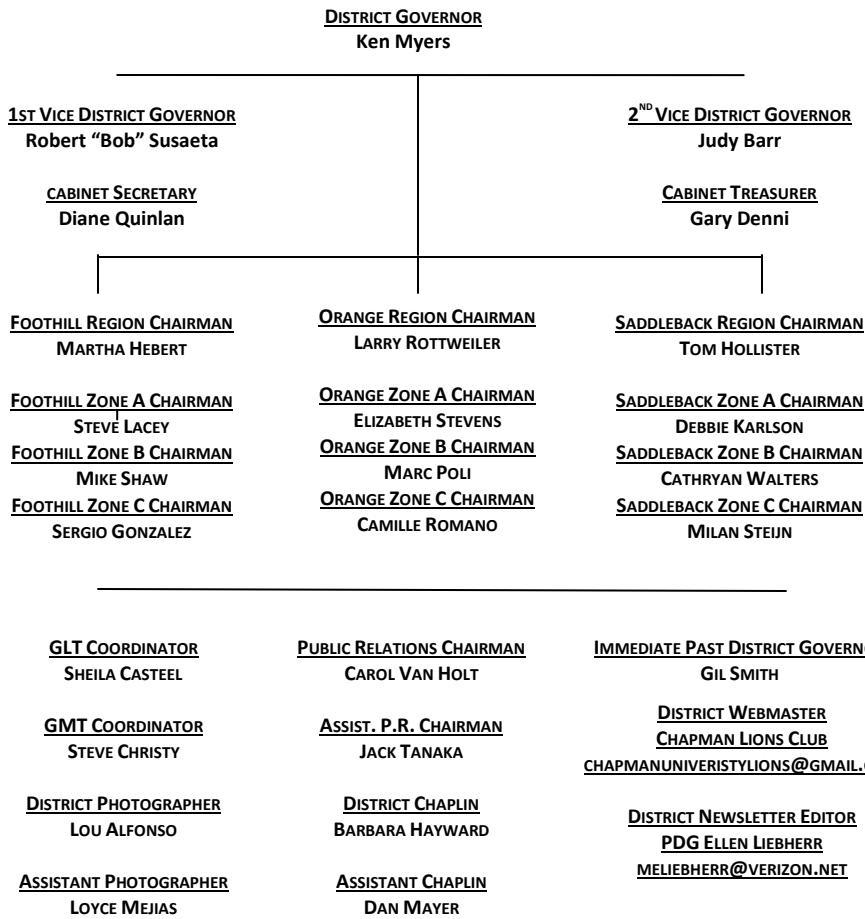 DISTRICT GOVERNOR
Ken Myers
1ST VICE DISTRICT GOVERNOR
Robert “Bob” Susaeta
2ND VICE DISTRICT GOVERNOR
Judy Barr
CABINET SECRETARY
Diane Quinlan
CABINET TREASURER
Gary Denni
FOOTHILL REGION CHAIRMAN
MARTHA HEBERT
ORANGE REGION CHAIRMAN
LARRY ROTTWEILER
SADDLEBACK REGION CHAIRMAN
TOM HOLLISTER
FOOTHILL ZONE A CHAIRMAN
STEVE LACEY
FOOTHILL ZONE B CHAIRMAN
MIKE SHAW
FOOTHILL ZONE C CHAIRMAN
SERGIO GONZALEZ
ORANGE ZONE A CHAIRMAN
ELIZABETH STEVENS
ORANGE ZONE B CHAIRMAN
MARC POLI
ORANGE ZONE C CHAIRMAN
CAMILLE ROMANO
SADDLEBACK ZONE A CHAIRMAN
DEBBIE KARLSON
SADDLEBACK ZONE B CHAIRMAN
CATHRYAN WALTERS
SADDLEBACK ZONE C CHAIRMAN
MILAN STEIJN
GLT COORDINATOR
SHEILA CASTEEL
GMT COORDINATOR
STEVE CHRISTY
DISTRICT PHOTOGRAPHER
LOU ALFONSO
ASSISTANT PHOTOGRAPHER
LOYCE MEJIAS
PUBLIC RELATIONS CHAIRMAN
CAROL VAN HOLT
ASSIST. P.R. CHAIRMAN
JACK TANAKA
DISTRICT CHAPLIN
BARBARA HAYWARD
ASSISTANT CHAPLIN
DAN MAYER
IMMEDIATE PAST DISTRICT GOVERNO
GIL SMITH
DISTRICT WEBMASTER
CHAPMAN LIONS CLUB
CHAPMANUNIVERISTYLIONS@GMAIL.
DISTRICT NEWSLETTER EDITOR
PDG ELLEN LIEBHERR
MELIEBHERR@VERIZON.NET